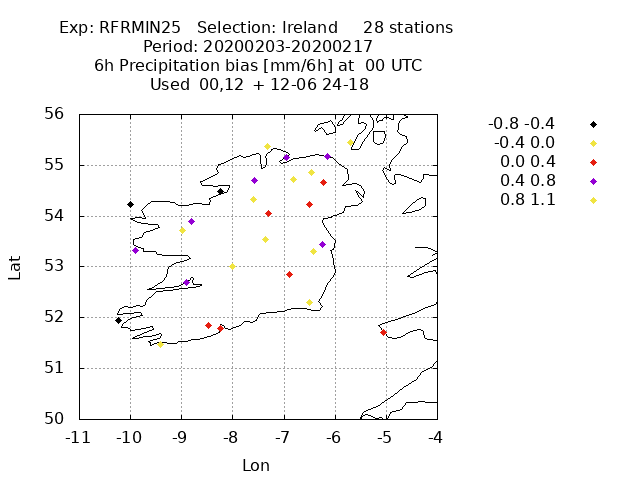 Exp: RFRMIN25 Selection: Ireland 28 stations
Period: 20200203-20200217
6h Precipitation bias [mm/6h] at 00 UTC
Used 00,12 + 12-06 24-18
-0.8 -0.4
-0.4 0.0
0.0 0.4
0.4 0.8
0.8 1.1
56
55
54
53
52
51
50
Lat
-11 -10 -9 -8 -7 -6 -5 -4
Lon